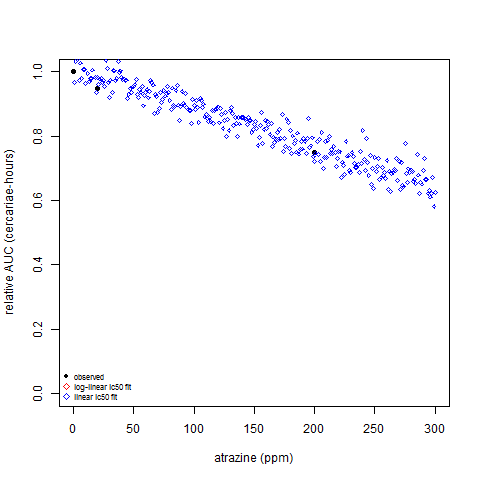 relative AUC (cercariae-hours)
1.0
0.8
0.6
0.4
0.2
0.0
observed
log-linear lc50 fit
linear lc50 fit
0 50 100 150 200 250 300
atrazine (ppm)